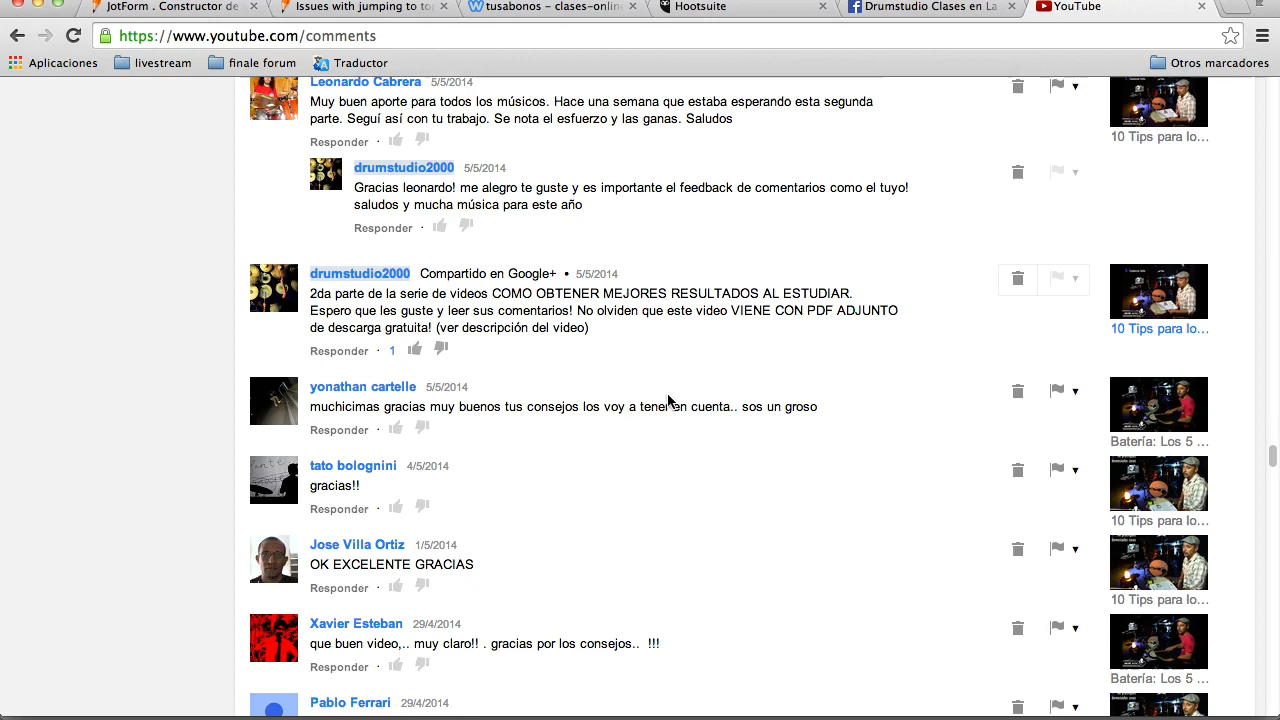 JotForm . Constructor de
Issues with jumping to to
tusabonos – clases-onlin
Hootsuite
Drumstudio Clases en La
YouTube
https://www.youtube.com/comments
Aplicaciones
livestream
finale forum
Traductor
Otros marcadores
Leonardo Cabrera 5/5/2014
Muy buen aporte para todos los músicos. Hace una semana que estaba esperando esta segunda
parte. Seguí así con tu trabajo. Se nota el esfuerzo y las ganas. Saludos
Responder ·
10 Tips para lo...
drumstudio2000 5/5/2014
Gracias leonardo! me alegro te guste y es importante el feedback de comentarios como el tuyo!
saludos y mucha música para este año
Responder ·
drumstudio2000 Compartido en Google+ • 5/5/2014
2da parte de la serie de videos COMO OBTENER MEJORES RESULTADOS AL ESTUDIAR.
Espero que les guste y leo sus comentarios! No olviden que este video VIENE CON PDF ADJUNTO
de descarga gratuita! (ver descripción del video)
Responder · 1
10 Tips para lo...
yonathan cartelle 5/5/2014
muchicimas gracias muy buenos tus consejos los voy a tener en cuenta.. sos un groso
Responder ·
Batería: Los 5 ...
tato bolognini 4/5/2014
gracias!!
Responder ·
10 Tips para lo...
Jose Villa Ortiz 1/5/2014
OK EXCELENTE GRACIAS
Responder ·
10 Tips para lo...
Xavier Esteban 29/4/2014
que buen video,.. muy claro!! . gracias por los consejos.. !!!
Responder ·
Batería: Los 5 ...
Pablo Ferrari 29/4/2014